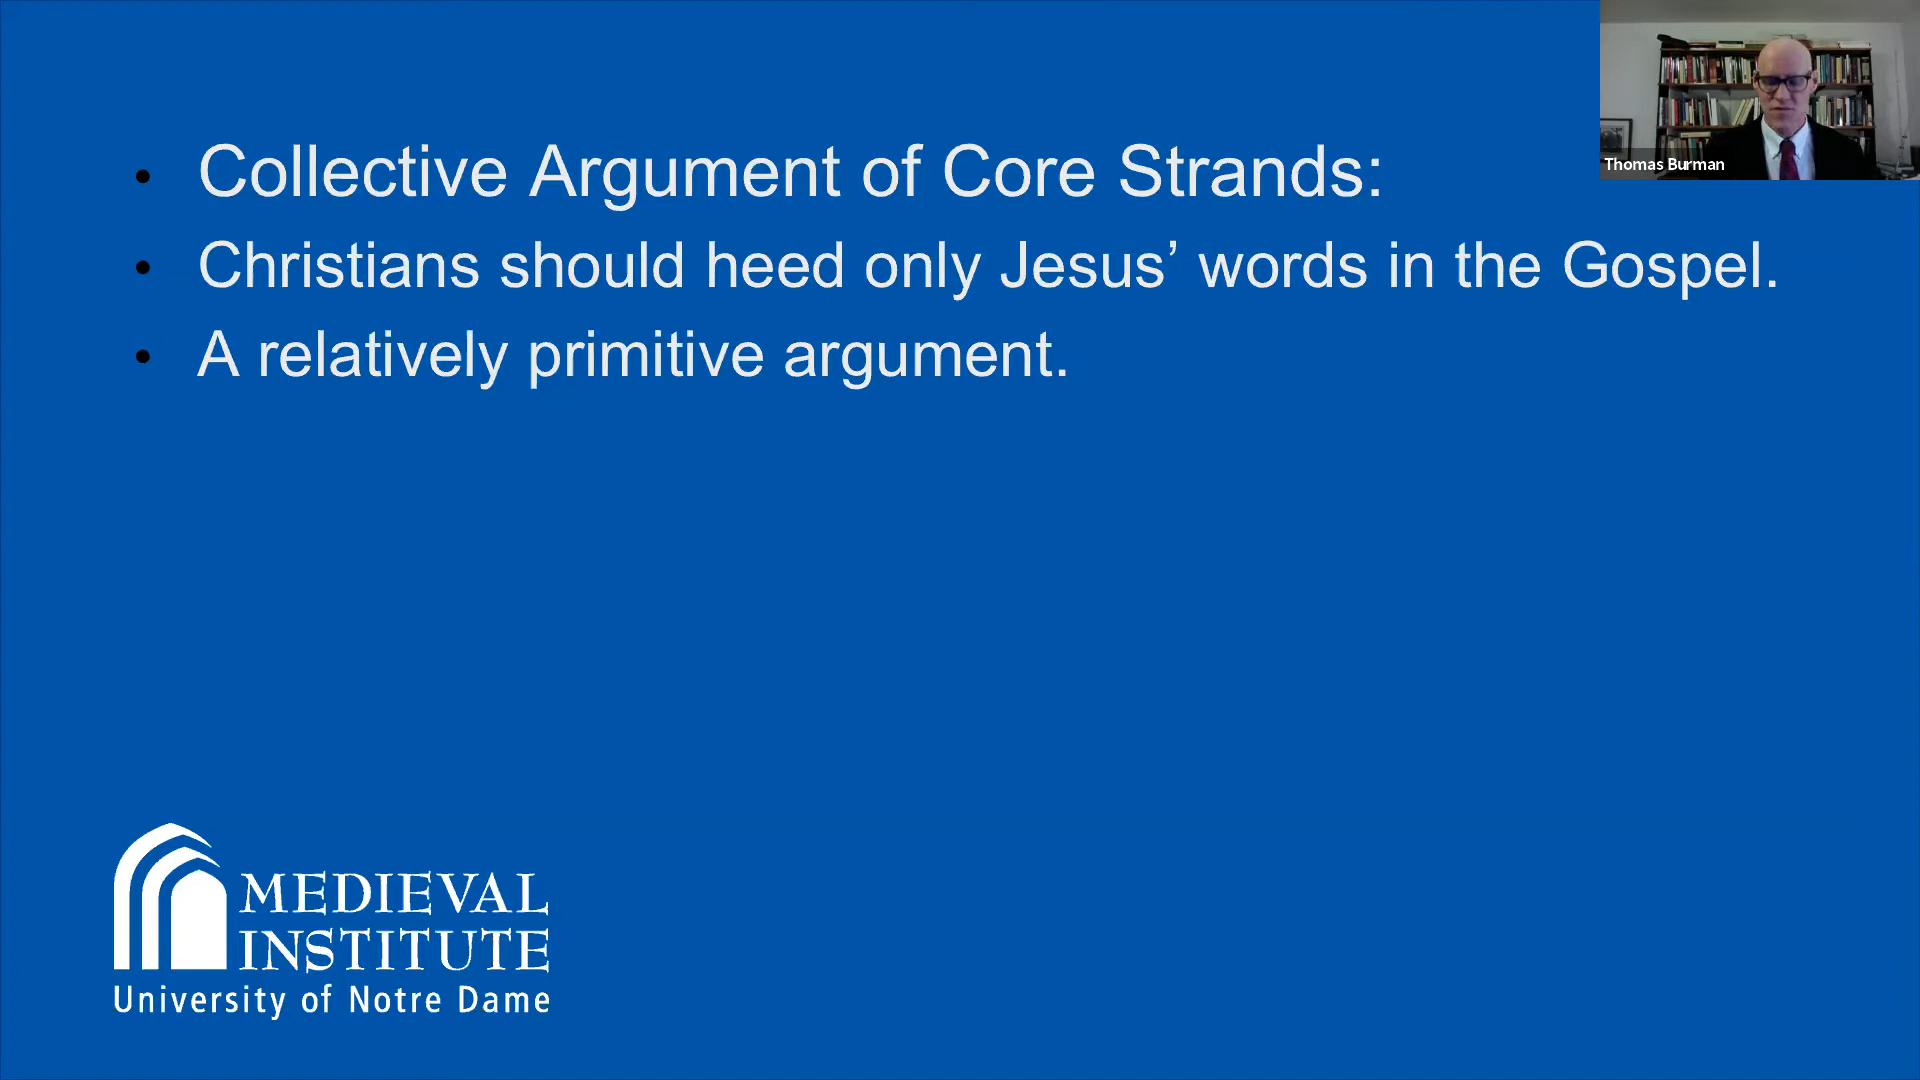 • Collective Argument of Core Strands:
• Christians should heed only Jesus’ words in the Gospel.
• A relatively primitive argument.
Thomas Burman
MEDIEVAL
INSTITUTE
University of Notre Dame